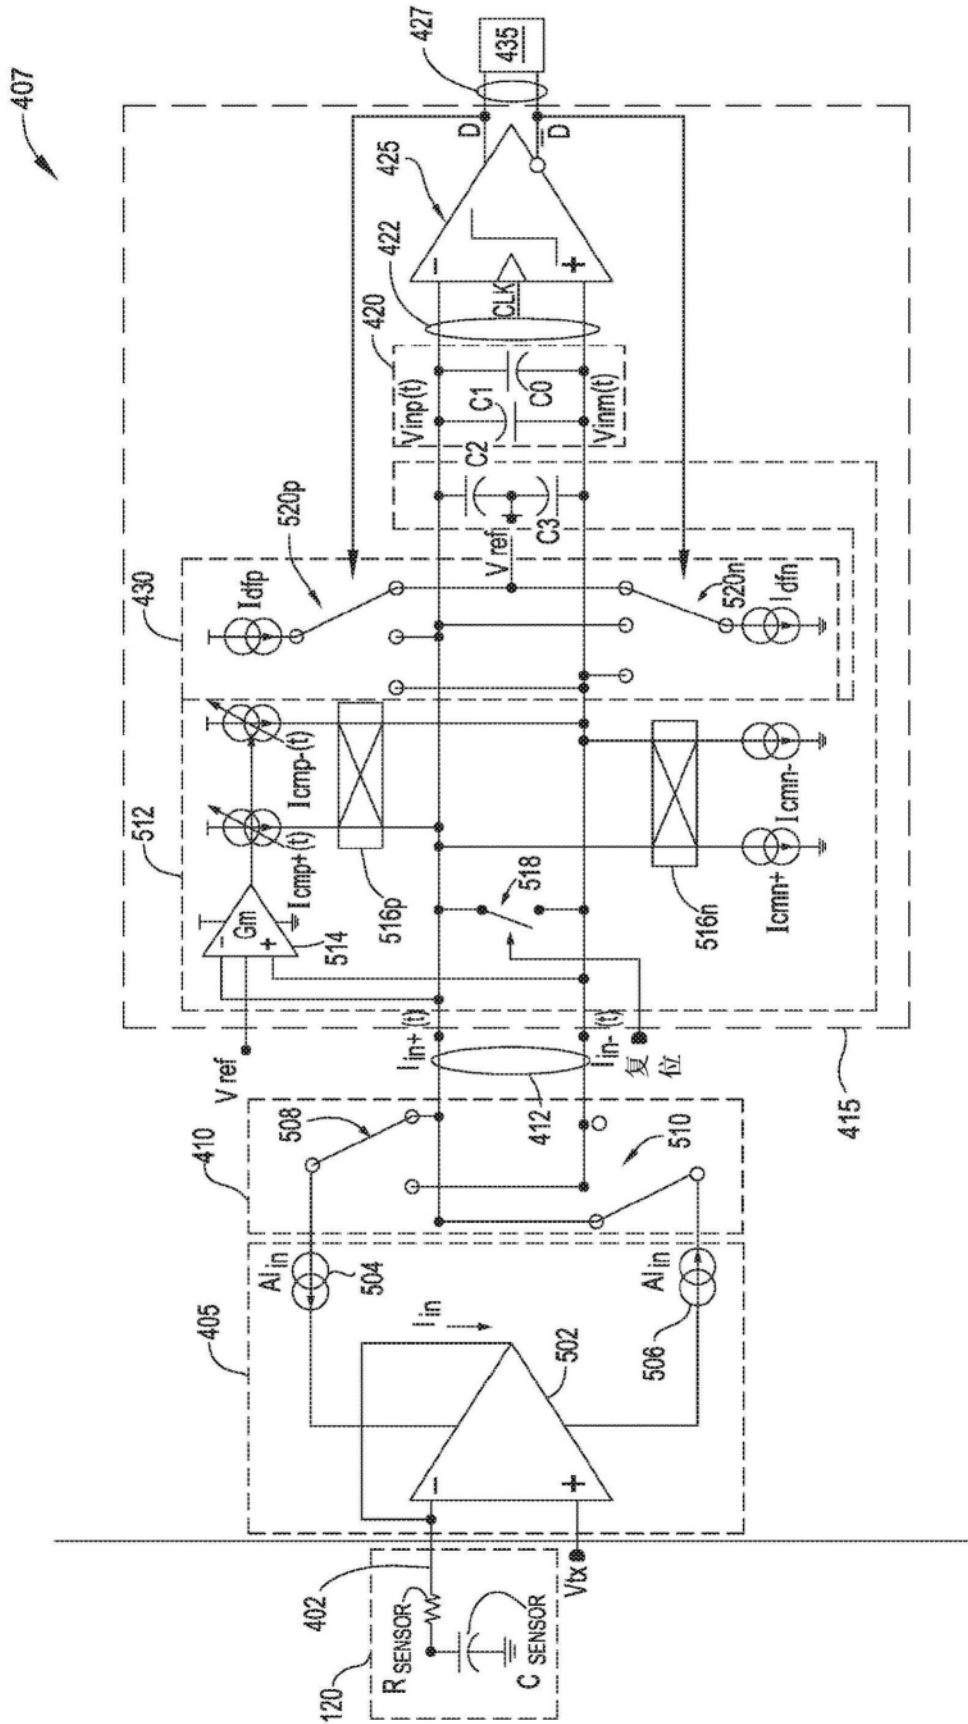 407
427
435
D
D
425
422
420
CLK
Vinp(t)
C1
C0
Vinm(t)
C2
C3
V ref
520p
520n
430
Idfp
Idfn
512
Icmp-(t)
Icmp+(t)
516p
516n
Icmn-
Icmn+
Gm
514
518
V ref
Iin+(t)
Iin-(t)
复位
412
415
410
508
510
405
AIin
504
Iin
502
AIin
506
402
RSENSOR
CSENSOR
120
Vtx